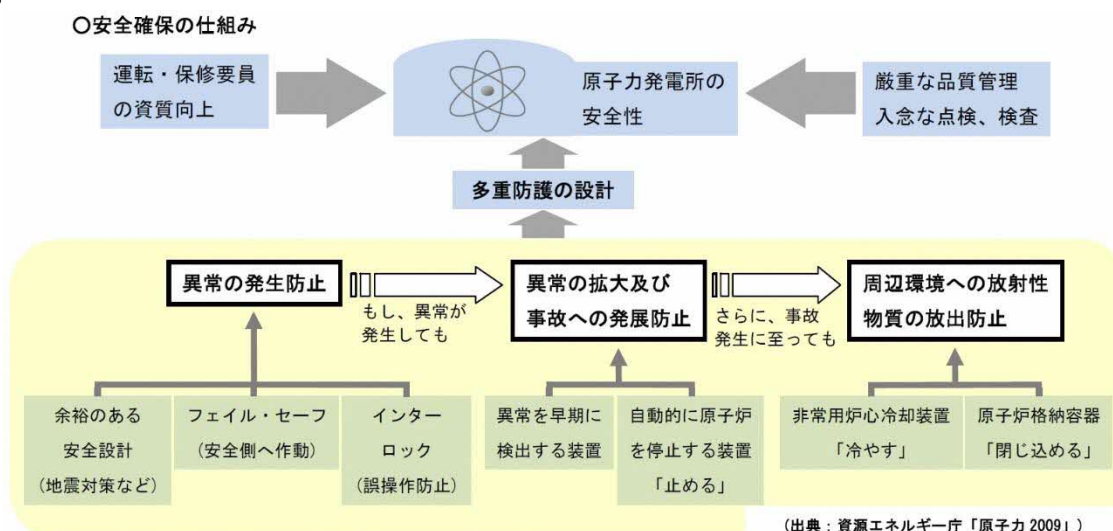 〇安全確保の仕組み
運転・保修要員
の資質向上
原子力発電所の
安全性
厳重な品質管理
入念な点検、検査
多重防護の設計
異常の発生防止
もし、異常が
発生しても
異常の拡大及び
事故への発展防止
さらに、事故
発生に至っても
周辺環境への放射性
物質の放出防止
余裕のある
安全設計
(地震対策など)
フェイル・セーフ
(安全側へ作動)
インター
ロック
(誤操作防止)
異常を早期に
検出する装置
自動的に原子炉
を停止する装置
「止める」
非常用炉心冷却装置
「冷やす」
原子炉格納容器
「閉じ込める」
(出典:資源エネルギー庁「原子力 2009」)